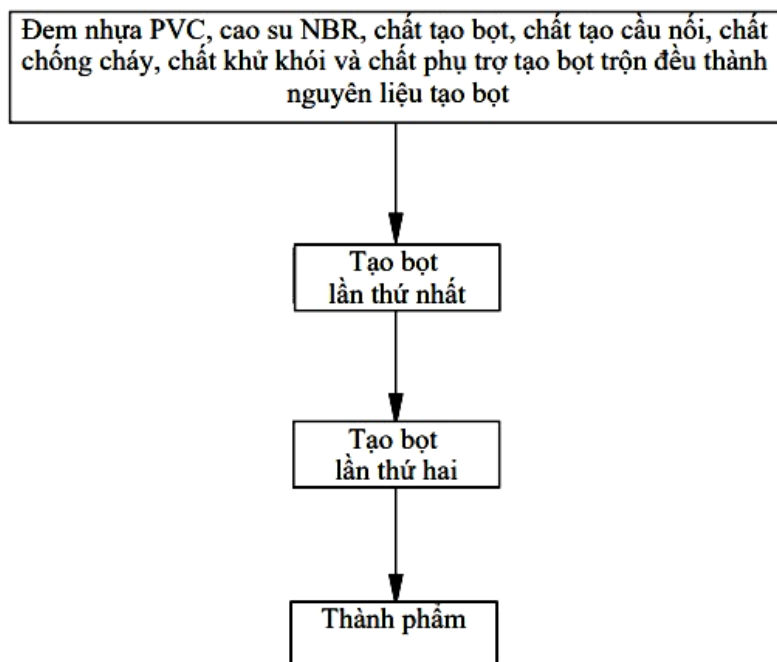 Đem nhựa PVC, cao su NBR, chất tạo bọt, chất tạo cầu nối, chất
chống cháy, chất khử khói và chất phụ trợ tạo bọt trộn đều thành
nguyên liệu tạo bọt
Tạo bọt
lần thứ nhất
Tạo bọt
lần thứ hai
Thành phẩm